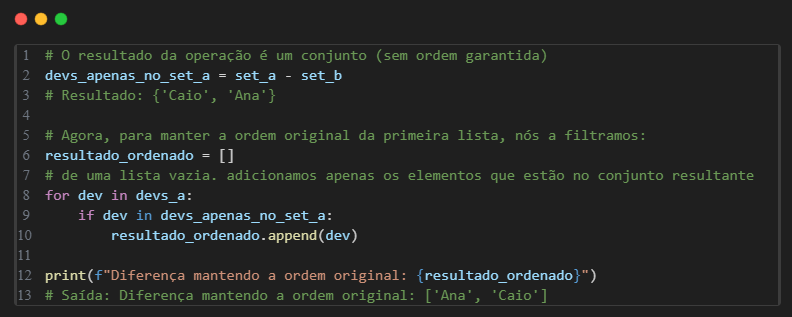 1 # O resultado da operação é um conjunto (sem ordem garantida)
2 devs_apenas_no_set_a = set_a - set_b
3 # Resultado: {'Caio', 'Ana'}
4
5 # Agora, para manter a ordem original da primeira lista, nós a filtramos:
6 resultado_ordenado = []
7 # de uma lista vazia. adicionamos apenas os elementos que estão no conjunto resultante
8 for dev in devs_a:
9     if dev in devs_apenas_no_set_a:
10         resultado_ordenado.append(dev)
11
12 print(f"Diferença mantendo a ordem original: {resultado_ordenado}")
13 # Saída: Diferença mantendo a ordem original: ['Ana', 'Caio']